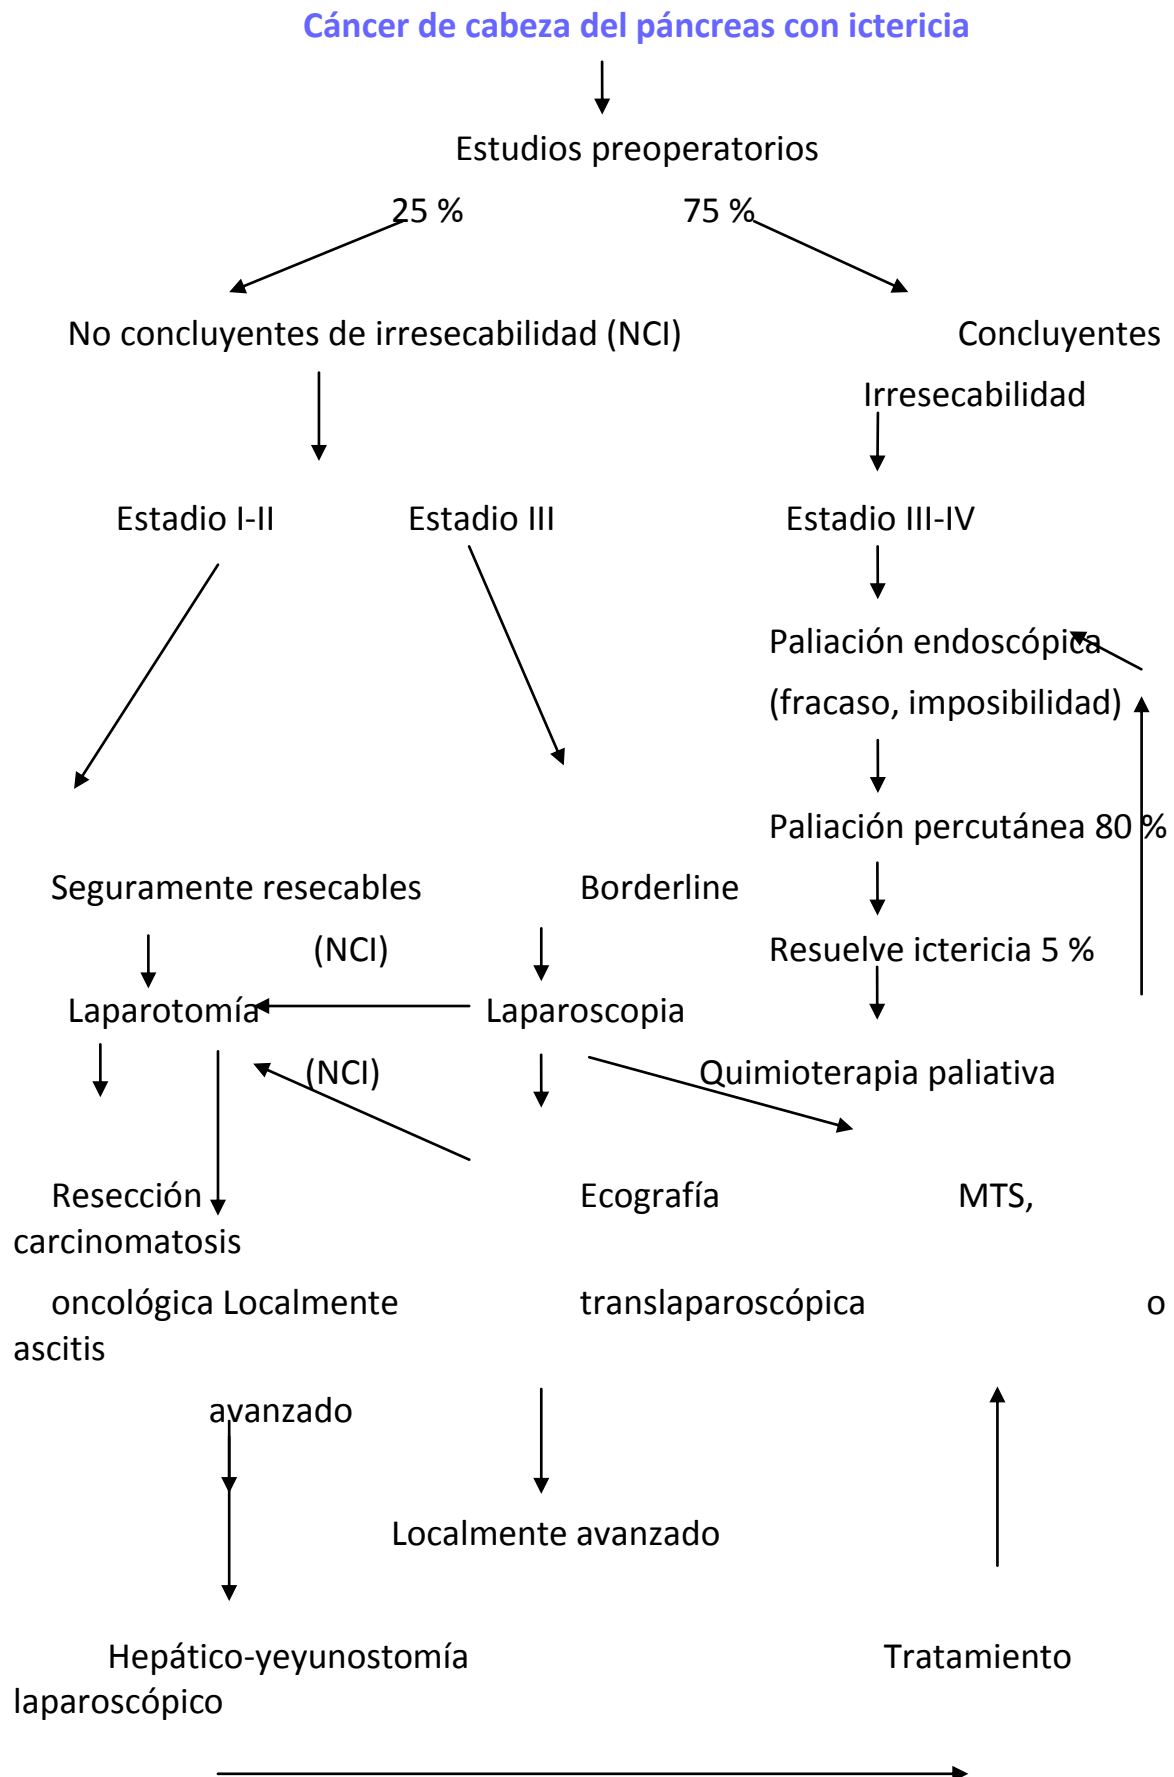 Cáncer de cabeza del páncreas con ictericia
Estudios preoperatorios
25 % 75 %
No concluyentes de irresecabilidad (NCI) Concluyentes
Irresecabilidad
Estadio I-II Estadio III Estadio III-IV
Paliación endoscópica
(fracaso, imposibilidad)
Paliación percutánea 80 %
Seguramente resecables Borderline
(NCI) Resuelve ictericia 5 %
Laparotomía Laparoscopia
(NCI) Quimioterapia paliativa
Resección Ecografía MTS,
carcinomatosis
oncológica Localmente translaparoscópica o
ascitis
avanzado
Localmente avanzado
Hepático-yeyunostomía Tratamiento
laparoscópico